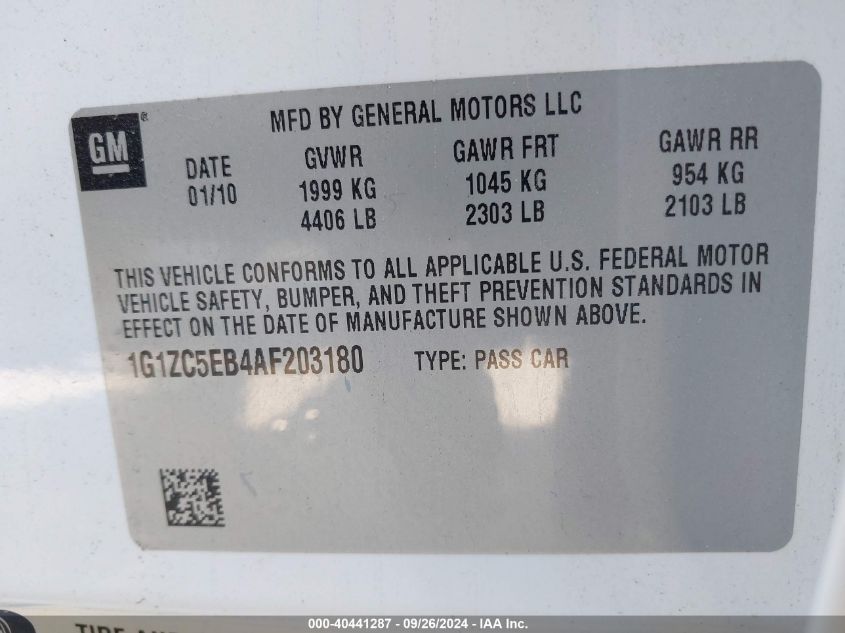 MFD BY GENERAL MOTORS LLC
GM®
DATE GVWR GAWR FRT GAWR RR
01/10 1999 KG 1045 KG 954 KG
4406 LB 2303 LB 2103 LB
THIS VEHICLE CONFORMS TO ALL APPLICABLE U.S. FEDERAL MOTOR
VEHICLE SAFETY, BUMPER, AND THEFT PREVENTION STANDARDS IN
EFFECT ON THE DATE OF MANUFACTURE SHOWN ABOVE.
1G1ZC5EB4AF203180 TYPE: PASS CAR
000-40441287 - 09/26/2024 - IAA Inc.
TIRE AND